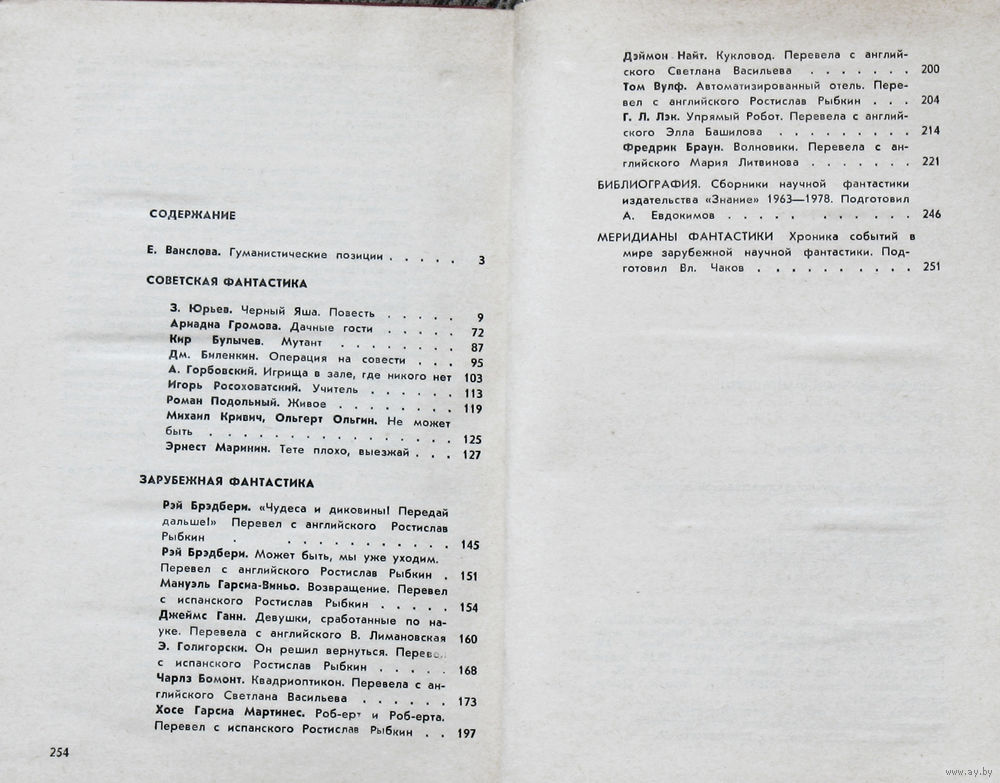 СОДЕРЖАНИЕ
Е. Ванслова. Гуманистические позиции . . . . . 3
СОВЕТСКАЯ ФАНТАСТИКА
З. Юрьев. Черный Яша. Повесть . . . . . 9
Ариадна Громова. Дачные гости . . . . . 72
Кир Булычев. Мутант . . . . . . . . 87
Дм. Биленкин. Операция на совести . . . 95
А. Горбовский. Игрища в зале, где никого нет 103
Игорь Росоховатский. Учитель . . . . . . 113
Роман Подольный. Живое . . . . . . . . 119
Михаил Кривич, Ольгерт Ольгин. Не может
быть . . . . . . . . . . . . . . . . 125
Эрнест Маринин. Тете плохо, выезжай . . . 127
ЗАРУБЕЖНАЯ ФАНТАСТИКА
Рэй Брэдбери. «Чудеса и диковины! Передай
дальше!» Перевел с английского Ростислав
Рыбкин . . . . . . . . . . . . 145
Рэй Брэдбери. Может быть, мы уже уходим.
Перевел с английского Ростислав Рыбкин . 151
Мануэль Гарсиа-Виньо. Возвращение. Перевел
с испанского Ростислав Рыбкин . . . . . 154
Джеймс Ганн. Девушки, сработанные по на-
уке. Перевела с английского В. Лимановская 160
Э. Голигорски. Он решил вернуться. Перевел
с испанского Ростислав Рыбкин . . . . . 168
Чарлз Бомонт. Квадриоптикон. Перевела с ан-
глийского Светлана Васильева . . . . . . 173
Хосе Гарсиа Мартинес. Роб-ерт и Роб-ерта.
Перевел с испанского Ростислав Рыбкин . . 197
254
Дэймон Найт. Кукловод. Перевела с англий-
ского Светлана Васильева . . . . . . . 200
Том Вулф. Автоматизированный отель. Пере-
вел с английского Ростислав Рыбкин . . . 204
Г. Л. Лэк. Упрямый Робот. Перевела с англий-
ского Элла Башилова . . . . . . . . . 214
Фредрик Браун. Волновики. Перевела с ан-
глийского Мария Литвинова . . . . . . . 221
БИБЛИОГРАФИЯ. Сборники научной фантастики
издательства «Знание» 1963—1978. Подготовил
А. Евдокимов . . . . . . . . . . 246
МЕРИДИАНЫ ФАНТАСТИКИ Хроника событий в
мире зарубежной научной фантастики. Под-
готовил Вл. Чаков . . . . . . . . . . 251
www.ay.by